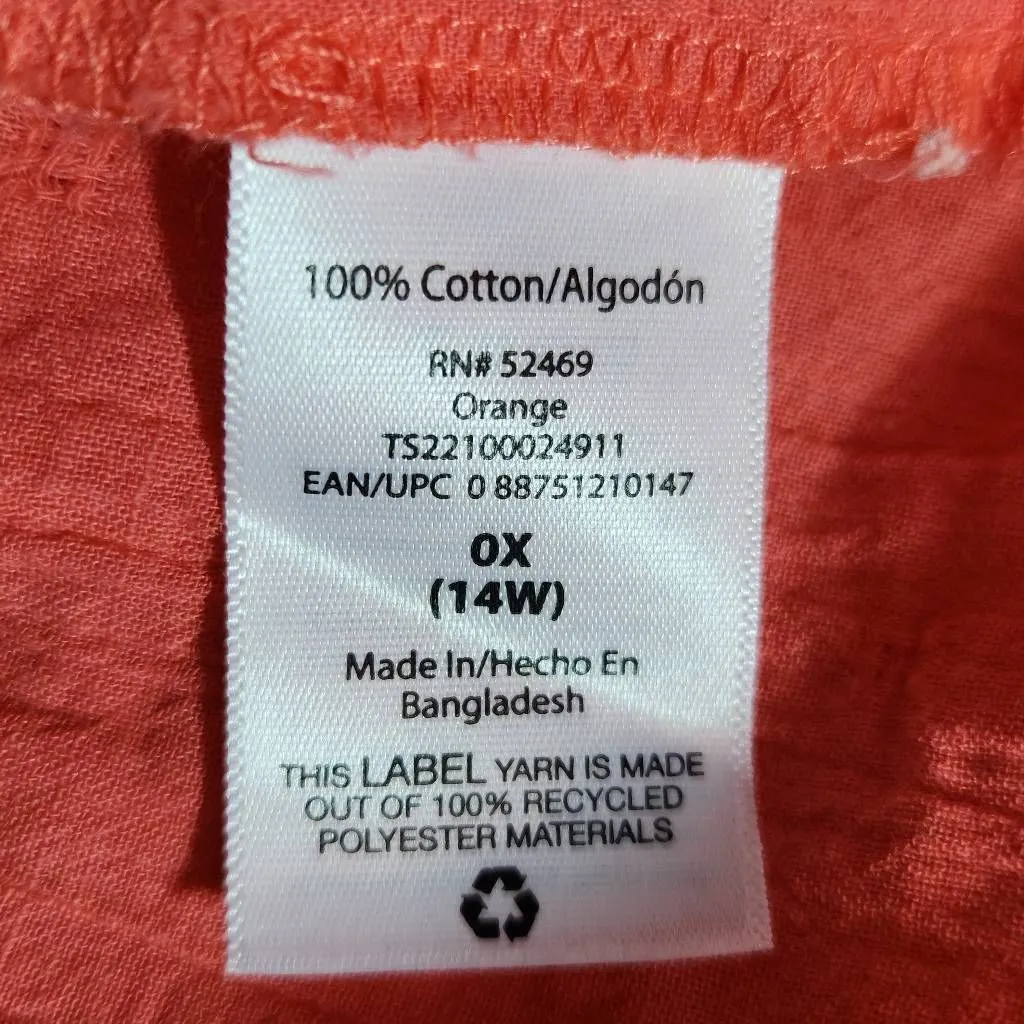 100% Cotton/Algodón
RN# 52469
Orange
TS22100024911
EAN/UPC 0 88751210147
0X
(14W)
Made In/Hecho En
Bangladesh
THIS LABEL YARN IS MADE
OUT OF 100% RECYCLED
POLYESTER MATERIALS